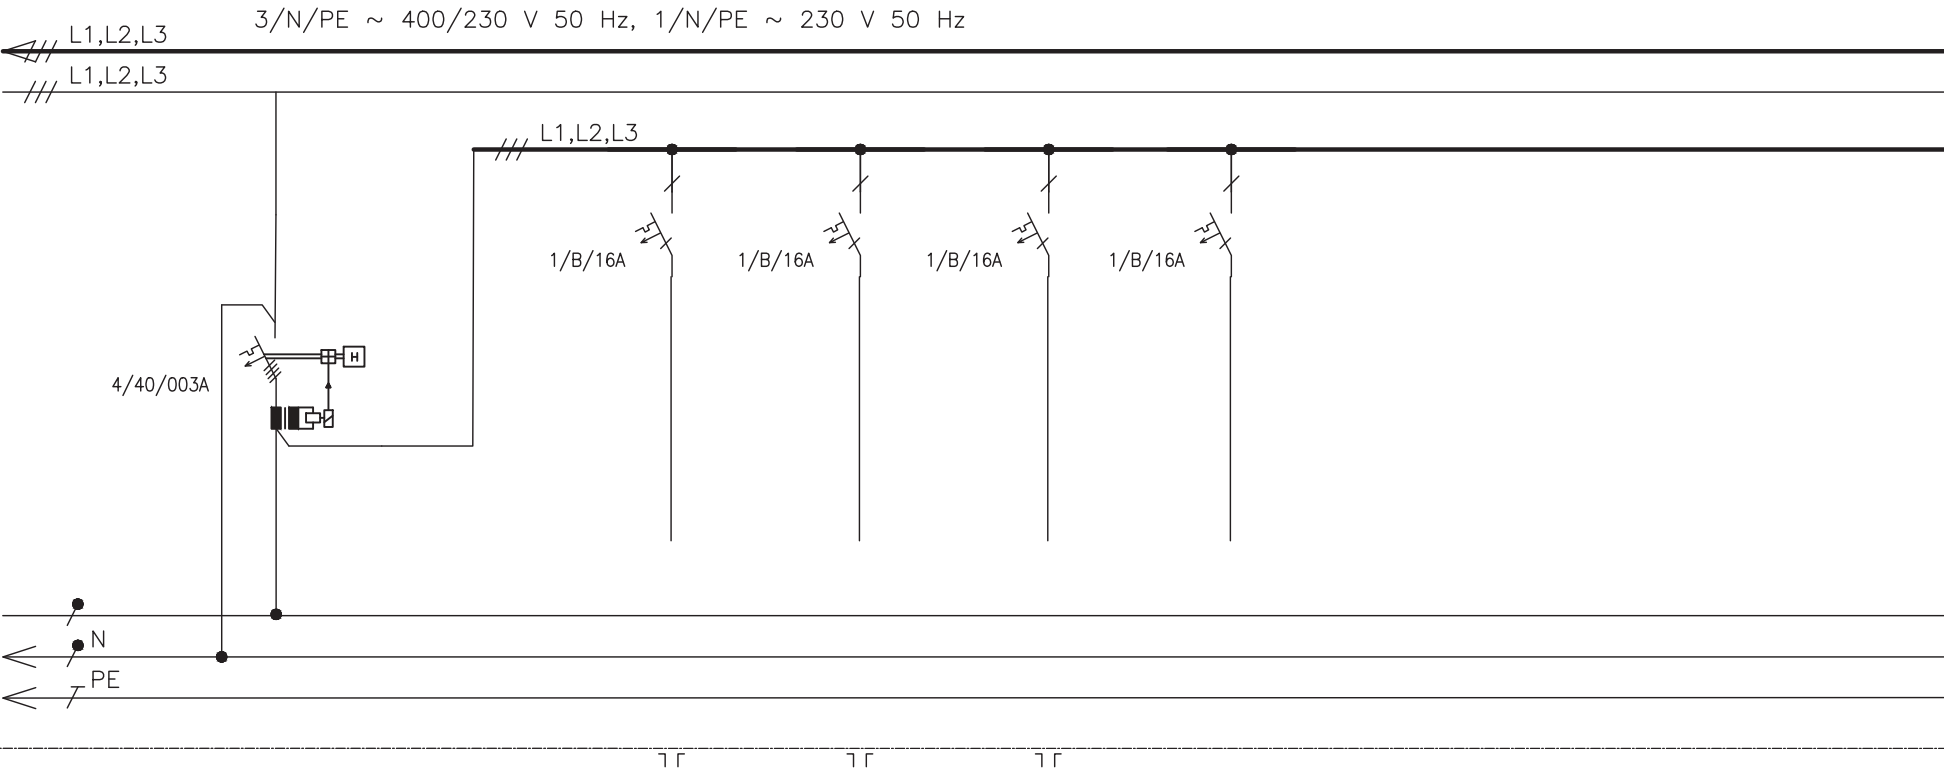 3/N/PE ~ 400/230 V 50 Hz, 1/N/PE ~ 230 V 50 Hz
L1,L2,L3
L1,L2,L3
L1,L2,L3
1/B/16A 1/B/16A 1/B/16A 1/B/16A
H
4/40/003A
N
PE